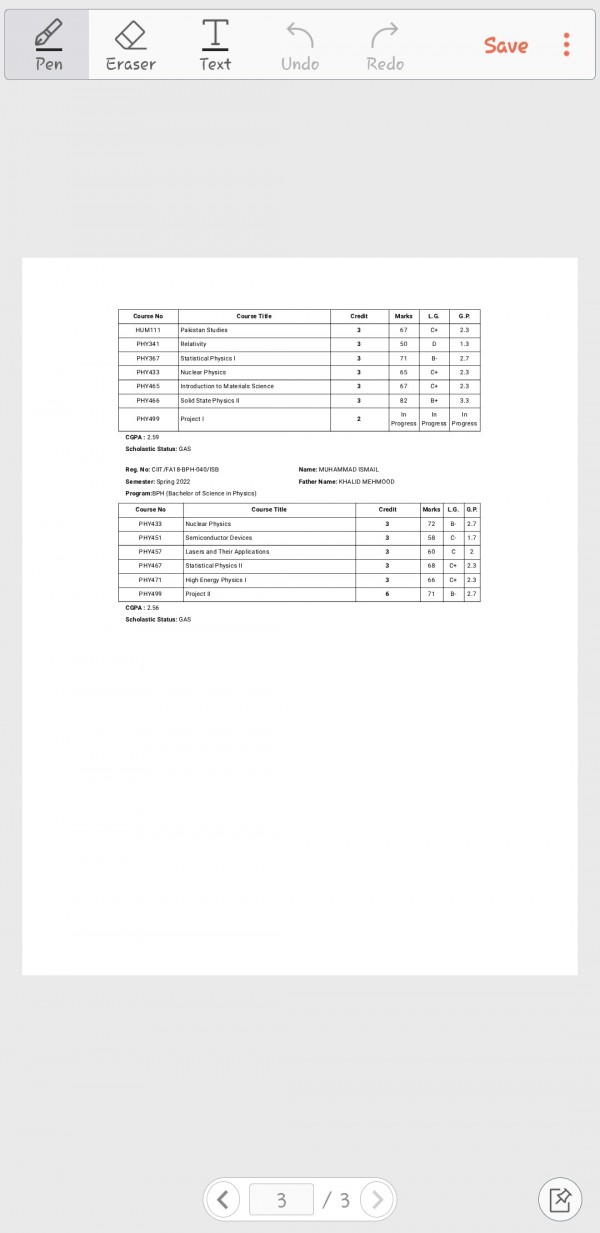 Pen Eraser Text Undo Redo Save
Course No Course Title Credit Marks L.G. G.P.
HUM111 Pakistan Studies 3 67 C+ 2.3
PHY341 Relativity 3 50 D 1.3
PHY367 Statistical Physics I 3 71 B- 2.7
PHY433 Nuclear Physics 3 65 C+ 2.3
PHY465 Introduction to Materials Science 3 67 C+ 2.3
PHY466 Solid State Physics II 3 82 B+ 3.3
PHY499 Project I 2 In Progress In Progress In Progress
CGPA : 2.59
Scholastic Status: GAS
Reg. No: CIIT/FA18-BPH-040/ISB Name: MUHAMMAD ISMAIL
Semester: Spring 2022 Father Name: KHALID MEHMOOD
Program:BPH (Bachelor of Science in Physics)
Course No Course Title Credit Marks L.G. G.P.
PHY433 Nuclear Physics 3 72 B- 2.7
PHY451 Semiconductor Devices 3 58 C- 1.7
PHY457 Lasers and Their Applications 3 60 C 2
PHY467 Statistical Physics II 3 68 C+ 2.3
PHY471 High Energy Physics I 3 66 C+ 2.3
PHY499 Project II 6 71 B- 2.7
CGPA : 2.56
Scholastic Status: GAS
3 / 3